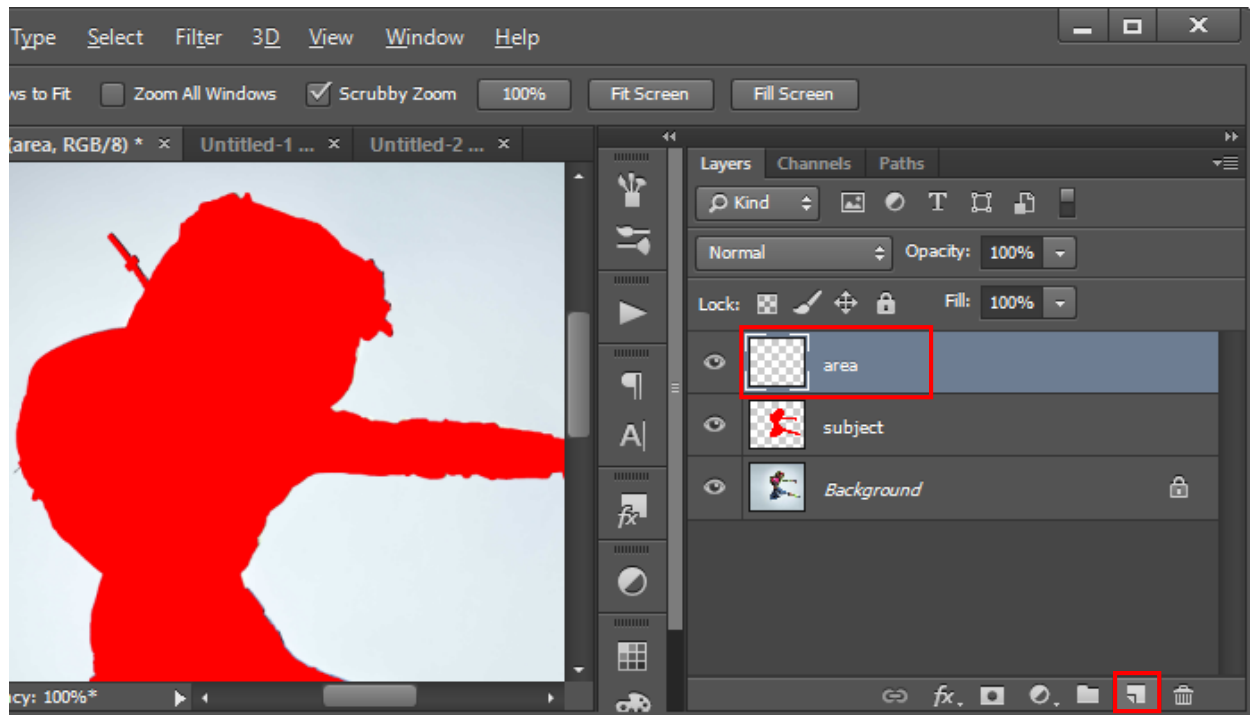 Type Select Filter 3D View Window Help
ws to Fit Zoom All Windows Scrubby Zoom 100% Fit Screen Fill Screen
(area, RGB/8) * × Untitled-1 ... × Untitled-2 ... ×
Layers Channels Paths
Kind T
Normal Opacity: 100%
Lock: Fill: 100%
area
A|
subject
Background
fx
cy: 100%*
fx.